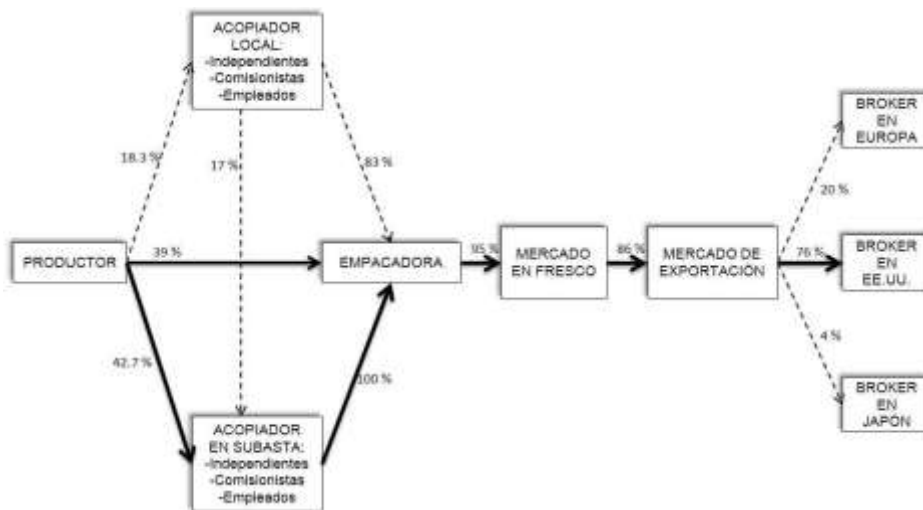 ACOPIADOR
LOCAL:
-Independientes
-Comisionistas
-Empleados
18.3 %
17 %
83 %
PRODUCTOR
39 %
EMPACADORA
95 %
MERCADO
EN FRESCO
86 %
MERCADO DE
EXPORTACIÓN
20 %
76 %
4 %
BROKER
EN
EUROPA
BROKER
EN
EE.UU.
BROKER
EN
JAPÓN
42.7 %
100 %
ACOPIADOR
EN SUBASTA:
-Independientes
-Comisionistas
-Empleados